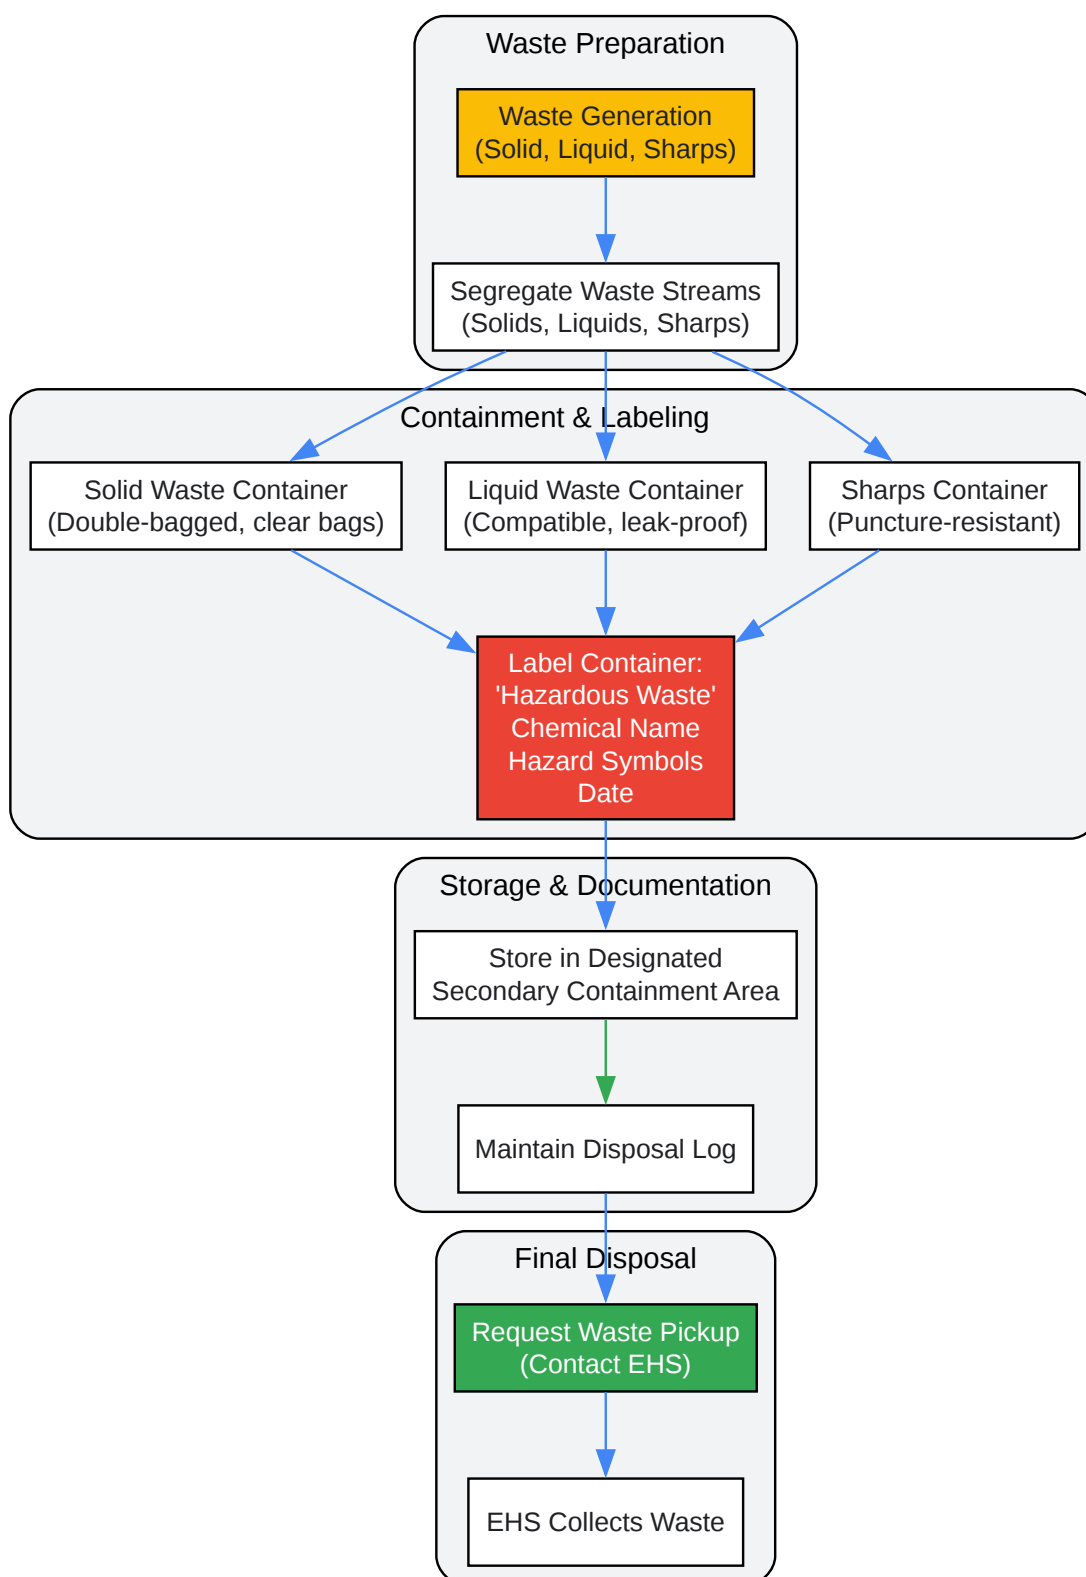 Waste Preparation
Waste Generation
(Solid, Liquid, Sharps)
Segregate Waste Streams
(Solids, Liquids, Sharps)
Containment & Labeling
Solid Waste Container
(Double-bagged, clear bags)
Liquid Waste Container
(Compatible, leak-proof)
Sharps Container
(Puncture-resistant)
Label Container:
'Hazardous Waste'
Chemical Name
Hazard Symbols
Date
Storage & Documentation
Store in Designated
Secondary Containment Area
Maintain Disposal Log
Final Disposal
Request Waste Pickup
(Contact EHS)
EHS Collects Waste